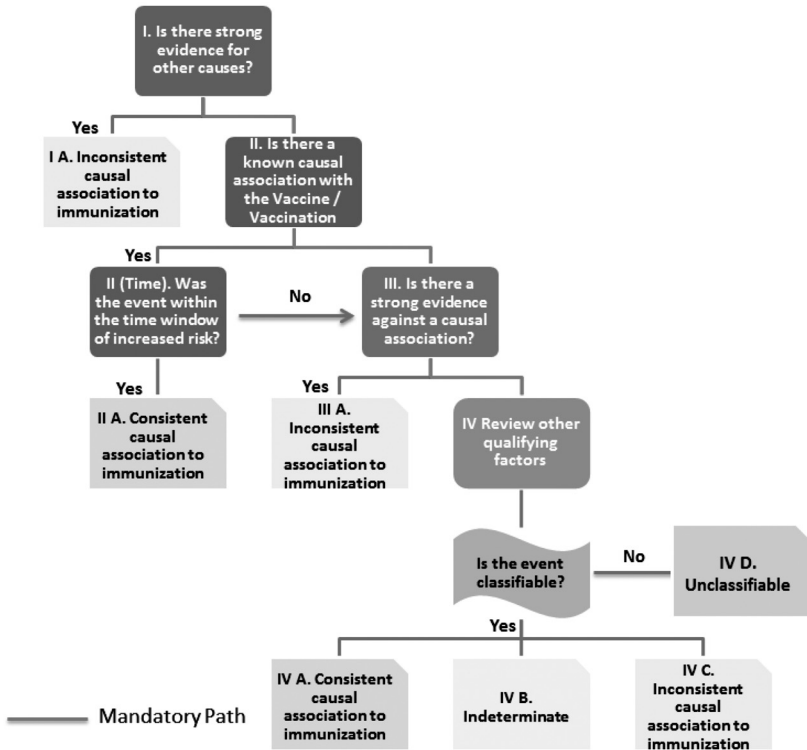 I. Is there strong
evidence for
other causes?
Yes
I A. Inconsistent
causal
association to
immunization
II. Is there a
known causal
association with
the Vaccine /
Vaccination
Yes
II (Time). Was
the event within
the time window
of increased risk?
No
III. Is there a
strong evidence
against a causal
association?
Yes
II A. Consistent
causal
association to
immunization
Yes
III A.
Inconsistent
causal
association to
immunization
IV Review other
qualifying
factors
Is the event
classifiable?
No
IV D.
Unclassifiable
Yes
IV A. Consistent
causal
association to
immunization
IV B.
Indeterminate
IV C.
Inconsistent
causal
association to
immunization
Mandatory Path